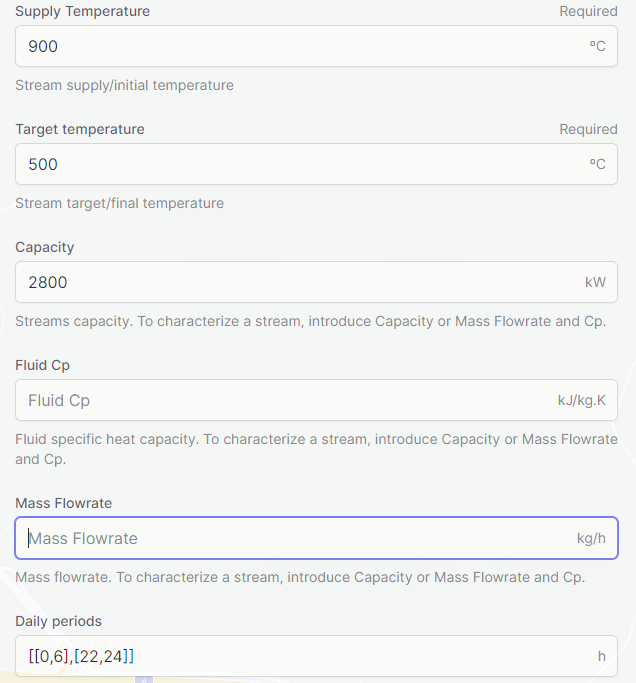 Supply Temperature Required
900 ºC
Stream supply/initial temperature
Target temperature Required
500 ºC
Stream target/final temperature
Capacity
2800 kW
Streams capacity. To characterize a stream, introduce Capacity or Mass Flowrate and Cp.
Fluid Cp
Fluid Cp kJ/kg.K
Fluid specific heat capacity. To characterize a stream, introduce Capacity or Mass Flowrate
and Cp.
Mass Flowrate
Mass Flowrate kg/h
Mass flowrate. To characterize a stream, introduce Capacity or Mass Flowrate and Cp.
Daily periods
[[0,6],[22,24]] h